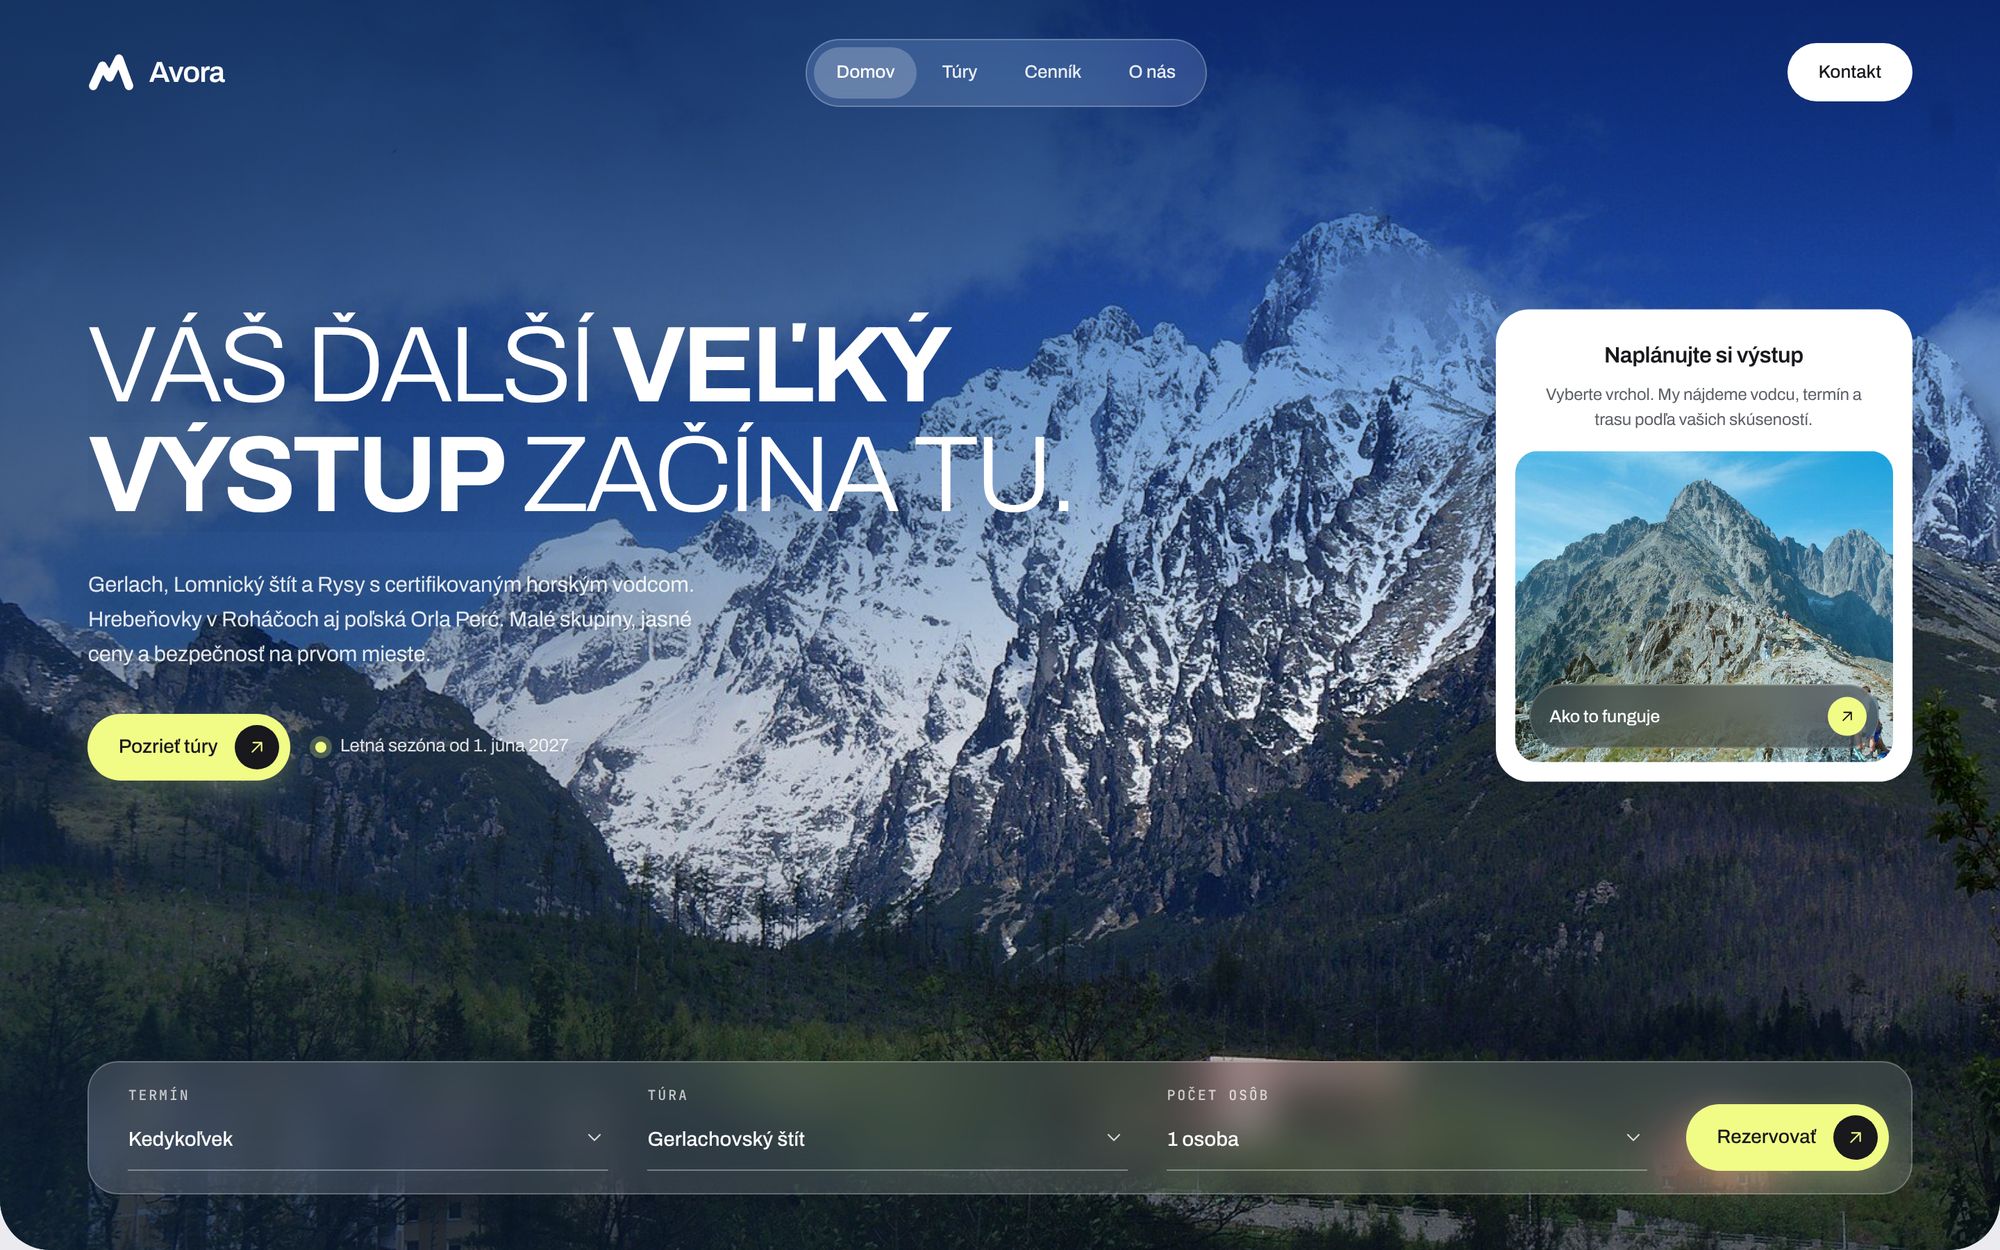 Avora
Domov
Túry
Cenník
O nás
Kontakt
VÁŠ ĎALŠÍ VEĽKÝ
VÝSTUP ZAČÍNA TU.
Gerlach, Lomnický štít a Rysy s certifikovaným horským vodcom.
Hrebeňovky v Roháčoch aj poľská Orla Perć. Malé skupiny, jasné
ceny a bezpečnosť na prvom mieste.
Pozrieť túry
Letná sezóna od 1. júna 2027
Naplánujte si výstup
Vyberte vrchol. My nájdeme vodcu, termín a
trasu podľa vašich skúseností.
Ako to funguje
TERMÍN
Kedykoľvek
TÚRA
Gerlachovský štít
POČET OSÔB
1 osoba
Rezervovať